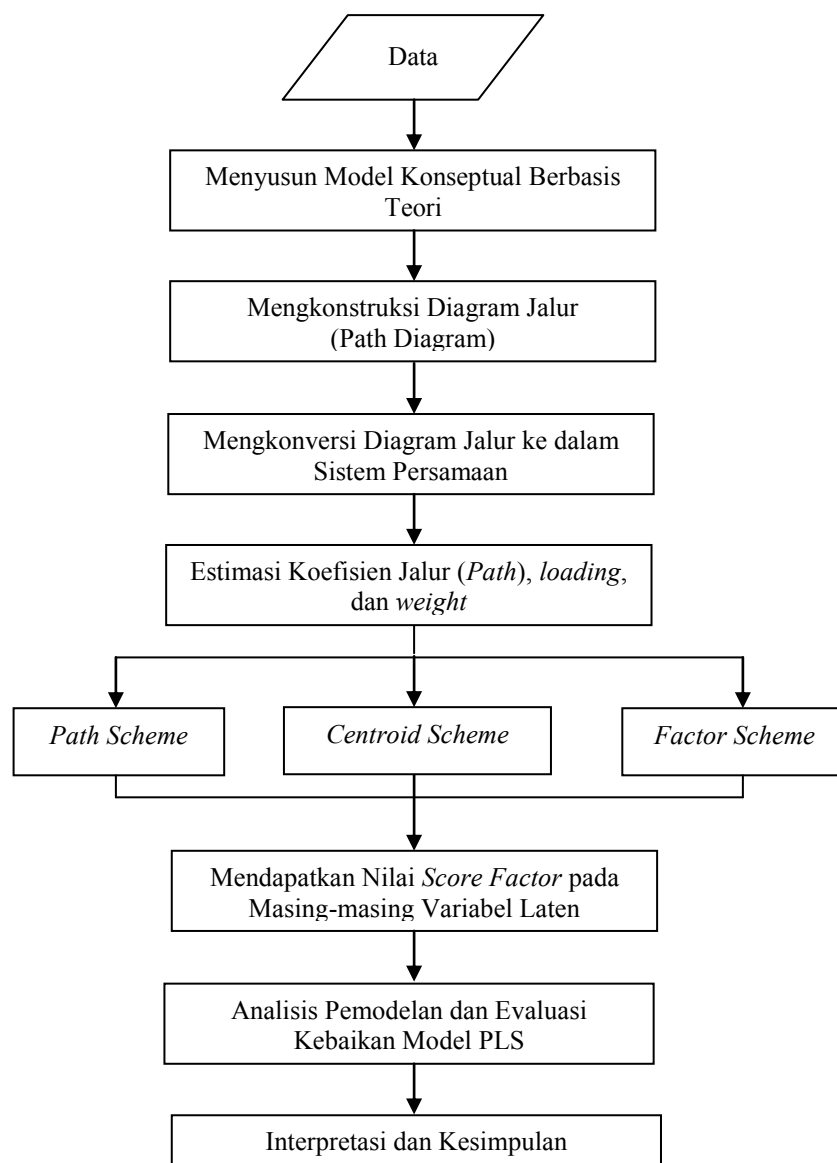 Data
Menyusun Model Konseptual Berbasis
Teori
Mengkonstruksi Diagram Jalur
(Path Diagram)
Mengkonversi Diagram Jalur ke dalam
Sistem Persamaan
Estimasi Koefisien Jalur (Path), loading,
dan weight
Path Scheme
Centroid Scheme
Factor Scheme
Mendapatkan Nilai Score Factor pada
Masing-masing Variabel Laten
Analisis Pemodelan dan Evaluasi
Kebaikan Model PLS
Interpretasi dan Kesimpulan